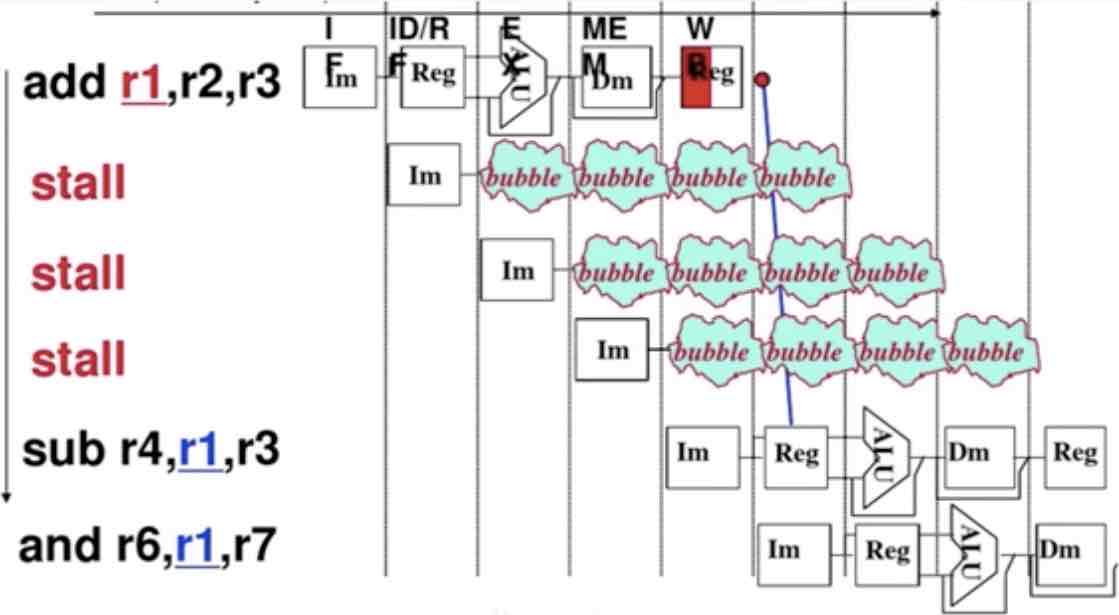 IF ID/RF EX MEM WB
add r1,r2,r3 Im Reg ALU Dm Reg
stall Im bubble bubble bubble bubble
stall Im bubble bubble bubble bubble
stall Im bubble bubble bubble bubble
sub r4,r1,r3 Im Reg ALU Dm Reg
and r6,r1,r7 Im Reg ALU Dm